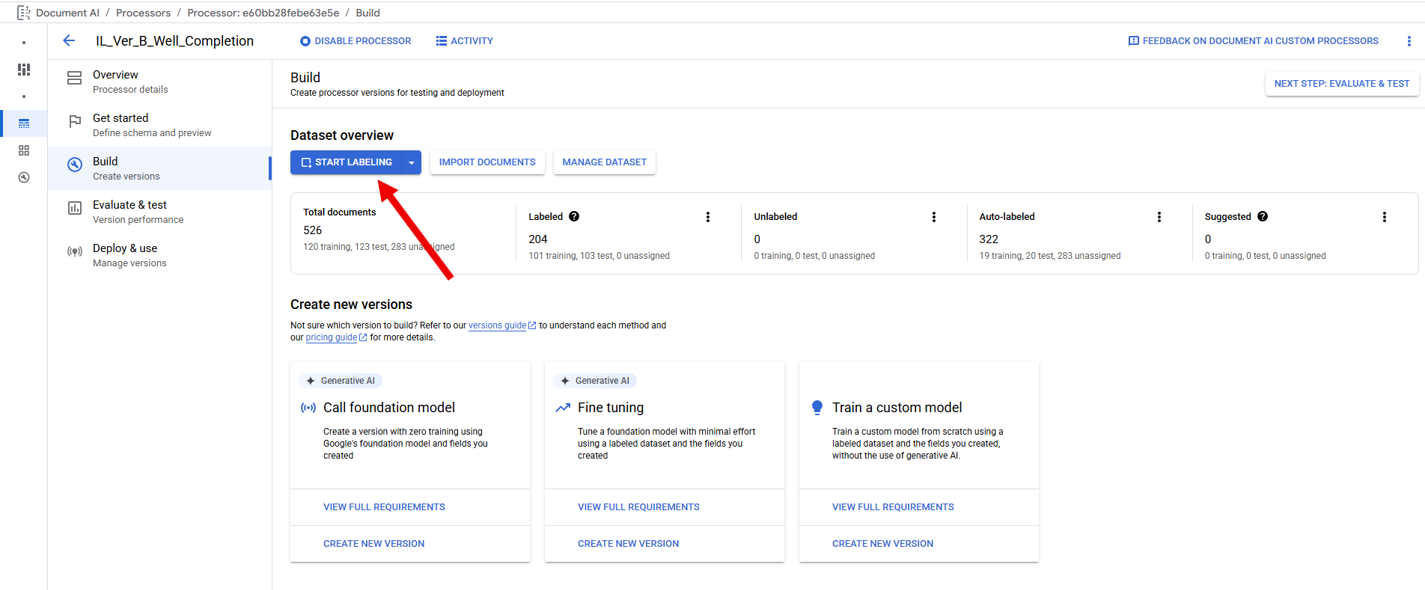 Document AI / Processors / Processor: e60bb28febe63e5e / Build
IL_Ver_B_Well_Completion
DISABLE PROCESSOR
ACTIVITY
FEEDBACK ON DOCUMENT AI CUSTOM PROCESSORS
Overview
Processor details
Get started
Define schema and preview
Build
Create versions
Evaluate & test
Version performance
Deploy & use
Manage versions
Build
Create processor versions for testing and deployment
NEXT STEP: EVALUATE & TEST
Dataset overview
START LABELING
IMPORT DOCUMENTS
MANAGE DATASET
Total documents
526
120 training, 123 test, 283 unassigned
Labeled
204
101 training, 103 test, 0 unassigned
Unlabeled
0
0 training, 0 test, 0 unassigned
Auto-labeled
322
19 training, 20 test, 283 unassigned
Suggested
0
0 training, 0 test, 0 unassigned
Create new versions
Not sure which version to build? Refer to our versions guide to understand each method and
our pricing guide for more details.
Generative AI
Call foundation model
Create a version with zero training using
Google's foundation model and fields you
created
VIEW FULL REQUIREMENTS
CREATE NEW VERSION
Generative AI
Fine tuning
Tune a foundation model with minimal effort
using a labeled dataset and the fields you
created
VIEW FULL REQUIREMENTS
CREATE NEW VERSION
Train a custom model
Train a custom model from scratch using a
labeled dataset and the fields you created,
without the use of generative AI.
VIEW FULL REQUIREMENTS
CREATE NEW VERSION